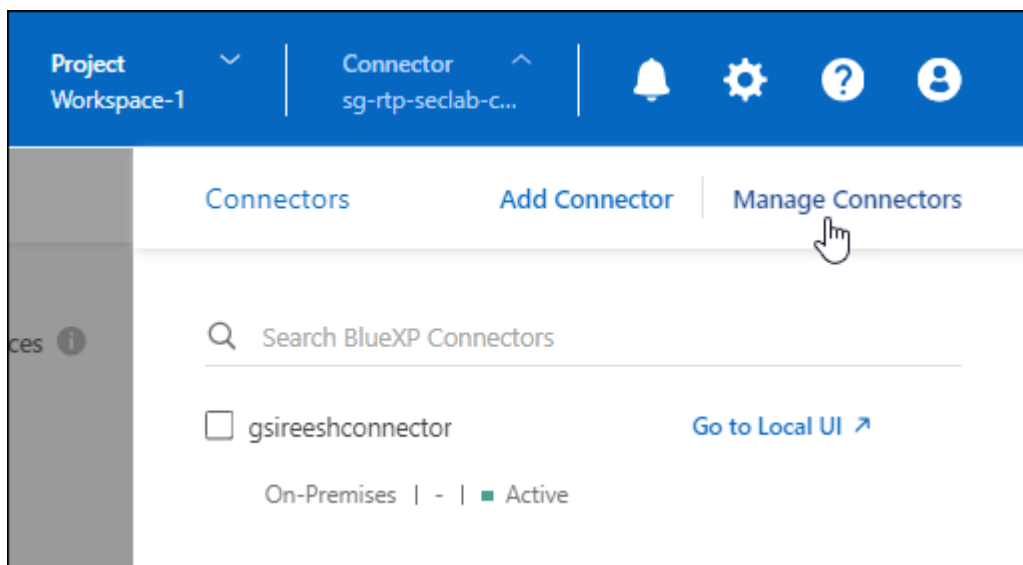 Project
Workspace-1
Connector
sg-rtp-seclab-c...
Connectors
Add Connector
Manage Connectors
ces
Search BlueXP Connectors
gsireeshconnector
Go to Local UI
On-Premises | - | Active